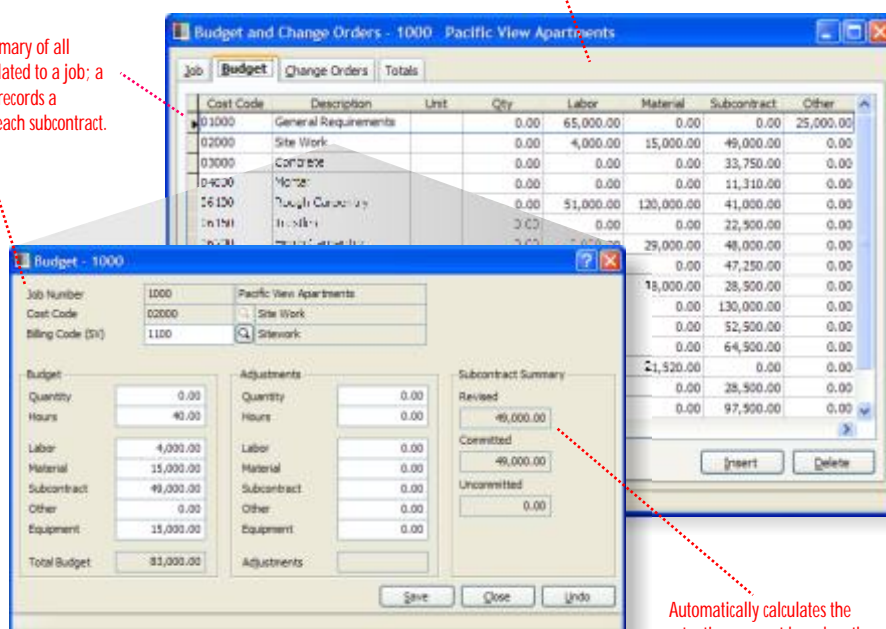 mary of all
lated to a job; a
records a
each subcontract.
Budget and Change Orders - 1000 Pacific View Apartments
Job Budget Change Orders Totals
Cost Code Description Unit Qty Labor Material Subcontract Other
01000 General Requirements 0.00 65,000.00 0.00 0.00 25,000.00
02000 Site Work 0.00 4,000.00 15,000.00 49,000.00 0.00
03000 Concrete 0.00 0.00 0.00 33,750.00 0.00
0.00 0.00 0.00 11,310.00 0.00
Rough Carpentry 0.00 51,000.00 120,000.00 41,000.00 0.00
0.00 0.00 22,500.00 0.00
29,000.00 48,000.00 0.00
0.00 47,250.00 0.00
18,000.00 28,500.00 0.00
0.00 130,000.00 0.00
0.00 52,500.00 0.00
0.00 64,500.00 0.00
21,520.00 0.00 0.00
0.00 28,500.00 0.00
0.00 97,500.00 0.00
Insert Delete
Budget - 1000
Job Number 1000 Pacific View Apartments
Cost Code 02000 Site Work
Billing Code (SV) 1100 Sitework
Budget Adjustments Subcontract Summary
Quantity 0.00 Quantity 0.00 Revised
Hours 40.00 Hours 0.00 49,000.00
Labor 4,000.00 Labor 0.00 Committed
Material 15,000.00 Material 0.00 49,000.00
Subcontract 49,000.00 Subcontract 0.00 Uncommitted
Other 0.00 Other 0.00 0.00
Equipment 15,000.00 Equipment 0.00
Total Budget 83,000.00 Adjustments
Save Close Undo
Automatically calculates the